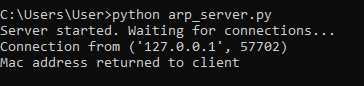 C:\Users\User>python arp_server.py
Server started. Waiting for connections...
Connection from ('127.0.0.1', 57702)
Mac address returned to client